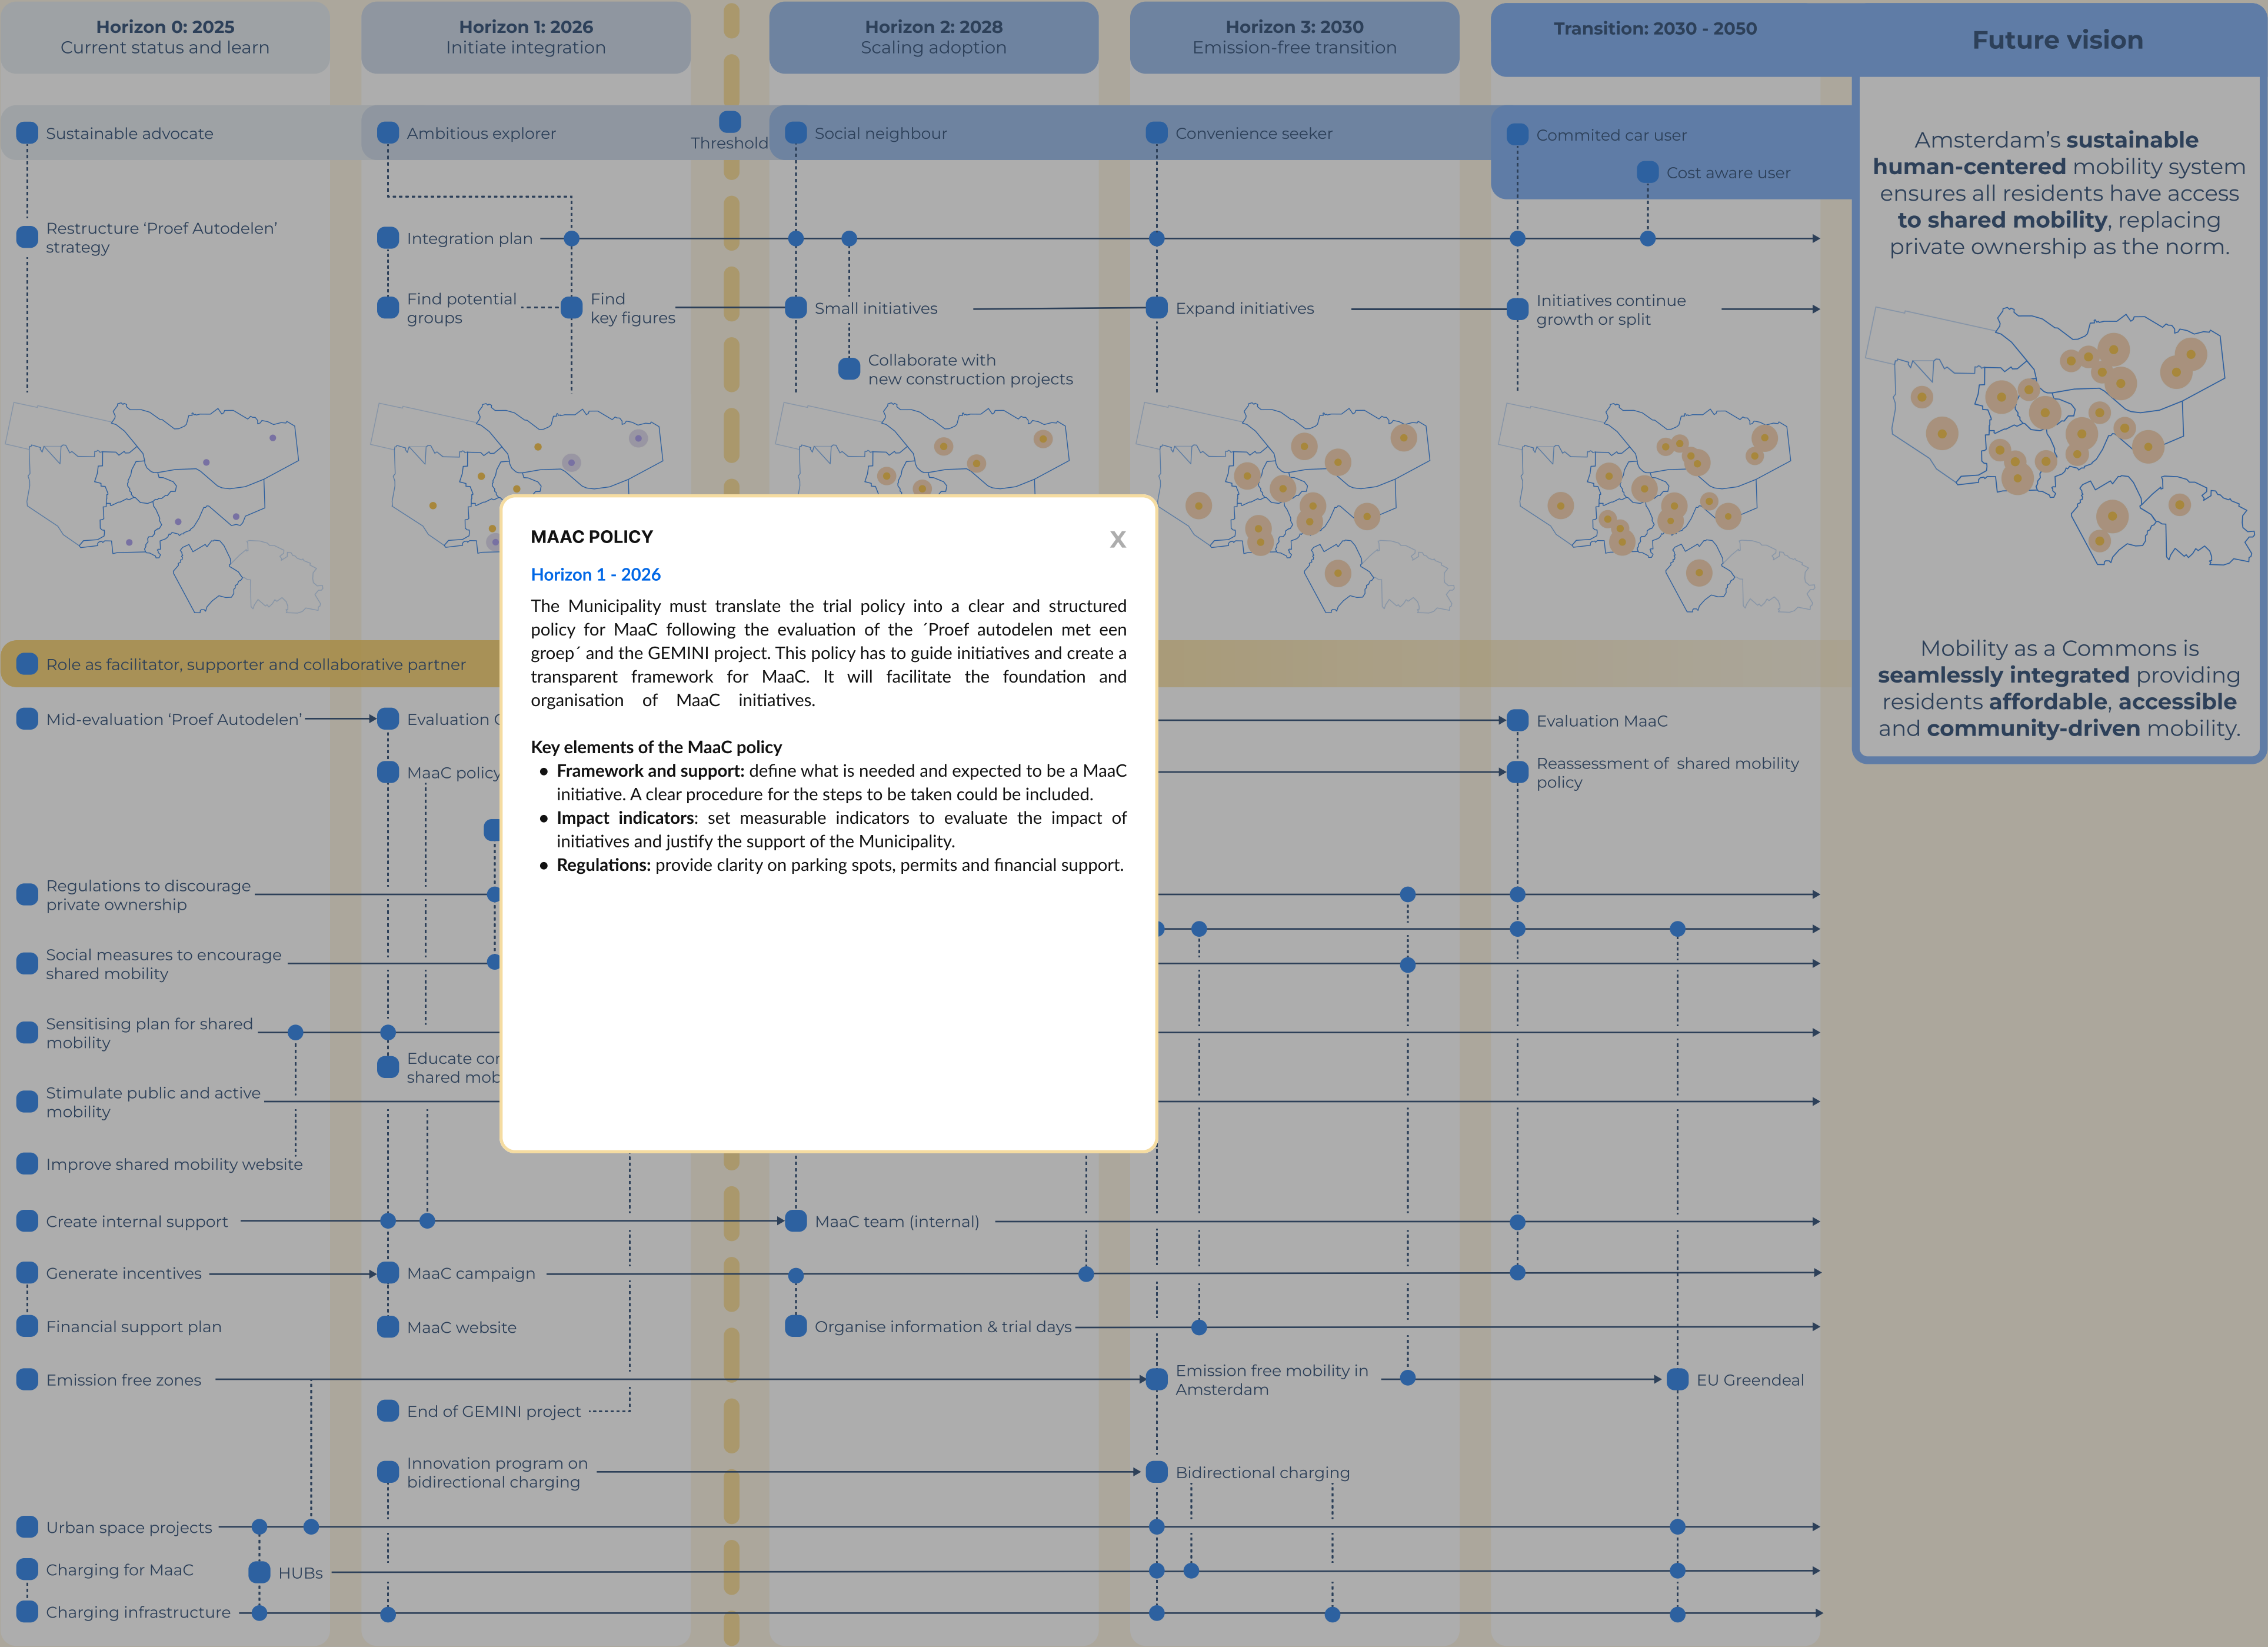 Horizon 0: 2025
Current status and learn
Horizon 1: 2026
Initiate integration
Horizon 2: 2028
Scaling adoption
Horizon 3: 2030
Emission-free transition
Transition: 2030 - 2050
Future vision
Sustainable advocate
Ambitious explorer
Threshold
Social neighbour
Convenience seeker
Commited car user
Cost aware user
Amsterdam’s sustainable
human-centered mobility system
ensures all residents have access
to shared mobility, replacing
private ownership as the norm.
Restructure ‘Proef Autodelen’
strategy
Integration plan
Find potential
groups
Find
key figures
Small initiatives
Expand initiatives
Initiatives continue
growth or split
Collaborate with
new construction projects
MAAC POLICY
X
Horizon 1 - 2026
The Municipality must translate the trial policy into a clear and structured
policy for MaaC following the evaluation of the ´Proef autodelen met een
groep´ and the GEMINI project. This policy has to guide initiatives and create a
transparent framework for MaaC. It will facilitate the foundation and
organisation of MaaC initiatives.
Key elements of the MaaC policy
● Framework and support: define what is needed and expected to be a MaaC
initiative. A clear procedure for the steps to be taken could be included.
● Impact indicators: set measurable indicators to evaluate the impact of
initiatives and justify the support of the Municipality.
● Regulations: provide clarity on parking spots, permits and financial support.
Role as facilitator, supporter and collaborative partner
Mobility as a Commons is
seamlessly integrated providing
residents affordable, accessible
and community-driven mobility.
Mid-evaluation ‘Proef Autodelen’
Evaluation
Evaluation MaaC
MaaC policy
Reassessment of shared mobility
policy
Regulations to discourage
private ownership
Social measures to encourage
shared mobility
Sensitising plan for shared
mobility
Educate
shared
Stimulate public and active
mobility
Improve shared mobility website
Create internal support
MaaC team (internal)
Generate incentives
MaaC campaign
Financial support plan
MaaC website
Organise information & trial days
Emission free zones
Emission free mobility in
Amsterdam
EU Greendeal
End of GEMINI project
Innovation program on
bidirectional charging
Bidirectional charging
Urban space projects
Charging for MaaC
HUBs
Charging infrastructure